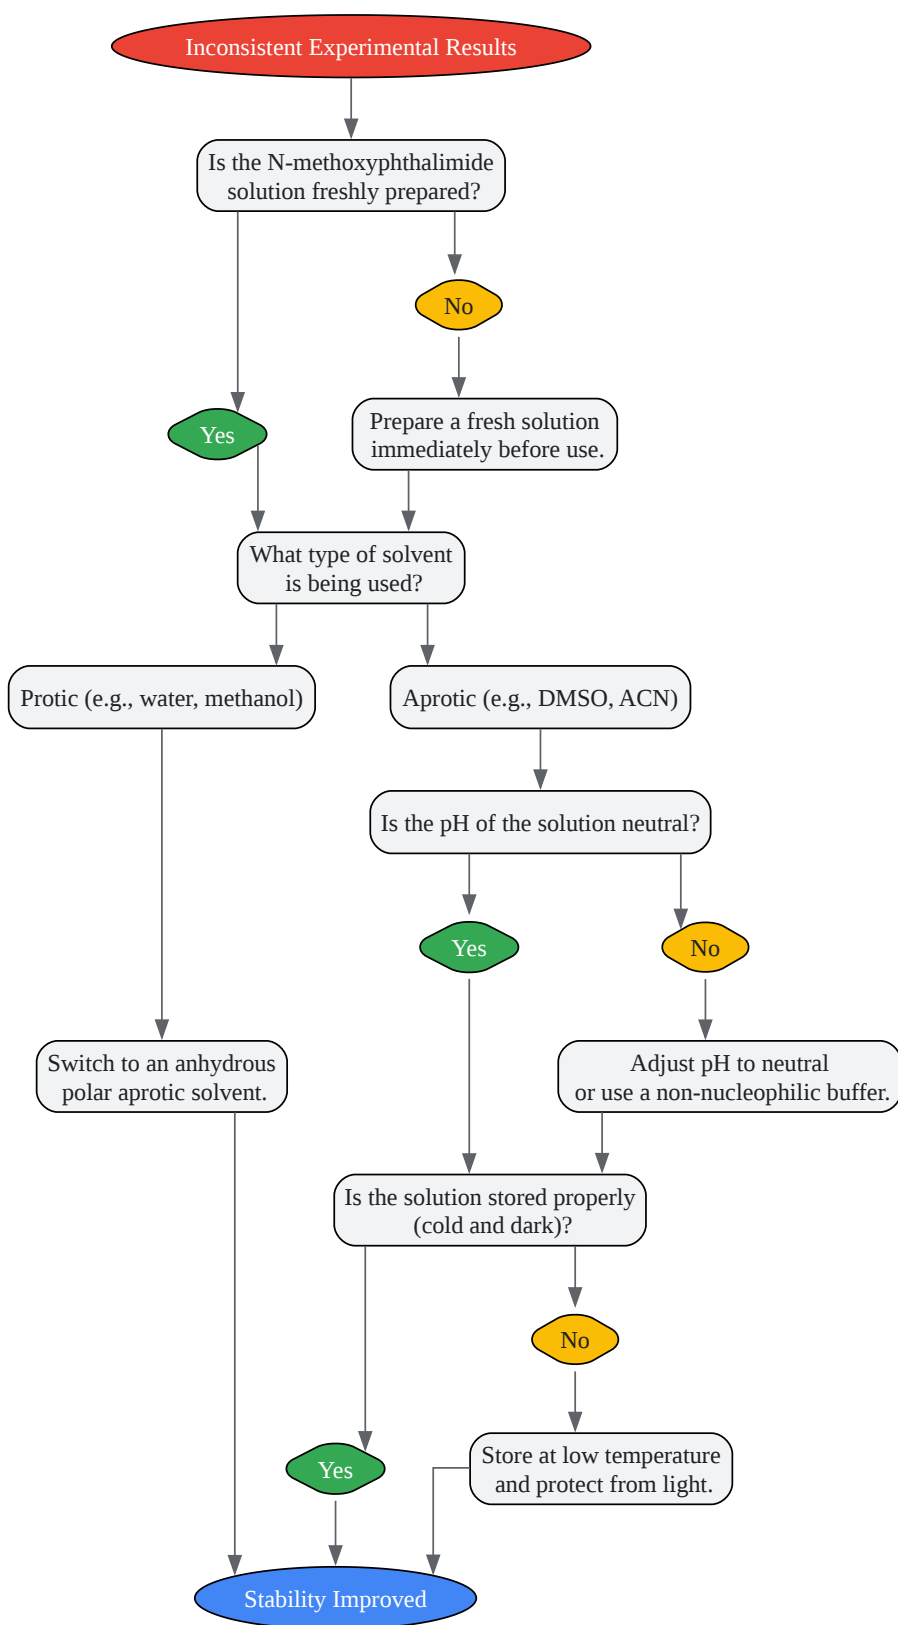 Inconsistent Experimental Results
Is the N-methoxyphthalimide
solution freshly prepared?
No
Yes
Prepare a fresh solution
immediately before use.
What type of solvent
is being used?
Protic (e.g., water, methanol)
Aprotic (e.g., DMSO, ACN)
Is the pH of the solution neutral?
Yes
No
Switch to an anhydrous
polar aprotic solvent.
Adjust pH to neutral
or use a non-nucleophilic buffer.
Is the solution stored properly
(cold and dark)?
No
Yes
Store at low temperature
and protect from light.
Stability Improved